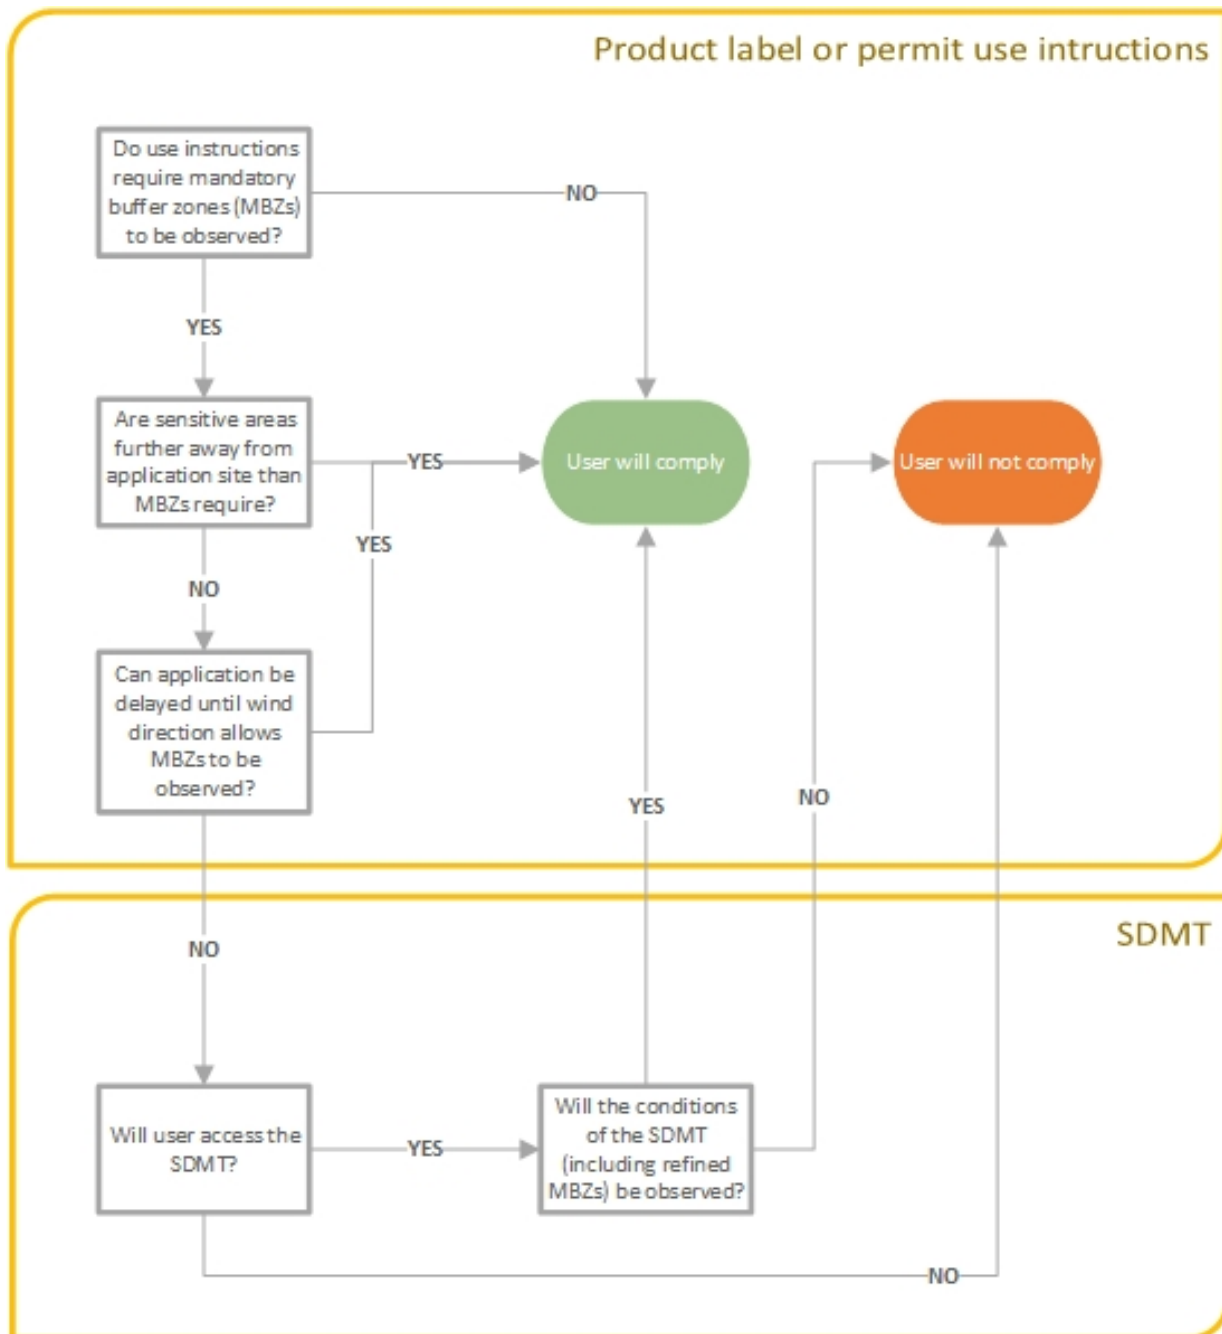 Product label or permit use intructions
Do use instructions
require mandatory
buffer zones (MBZs)
to be observed?
NO
YES
Are sensitive areas
further away from
application site than
MBZs require?
YES
User will comply
User will not comply
YES
NO
Can application be
delayed until wind
direction allows
MBZs to be
observed?
YES
NO
SDMT
NO
Will user access the
SDMT?
YES
Will the conditions
of the SDMT
(including refined
MBZs) be observed?
NO